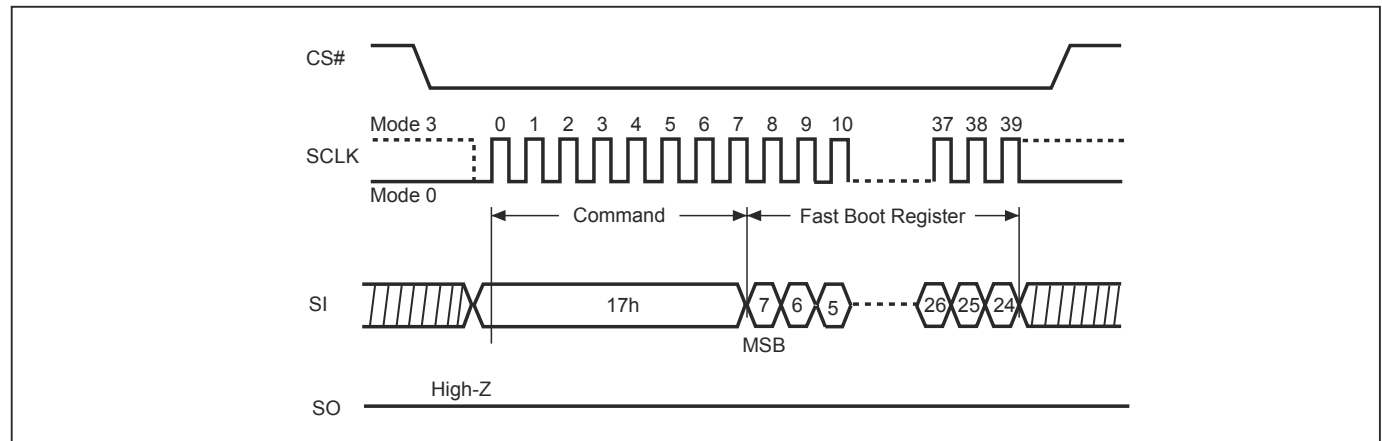 CS#
Mode 3
0 1 2 3 4 5 6 7 8 9 10 37 38 39
SCLK
Mode 0
Command
Fast Boot Register
SI
17h
7 6 5 26 25 24
MSB
High-Z
SO